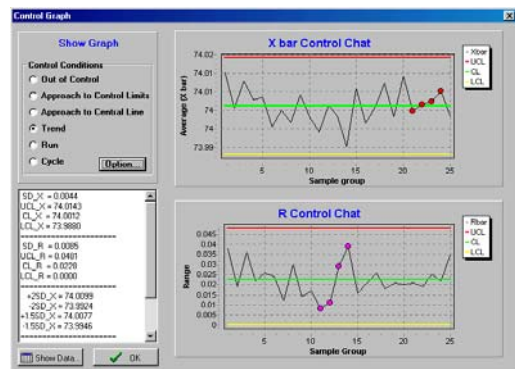 Control Graph
Show Graph
Control Conditions
Out of Control
Approach to Control Limits
Approach to Central Line
Trend
Run
Cycle
Option...
SD_X = 0.0044
UCL_X = 74.0143
CL_X = 74.0012
LCL_X = 73.9880
====================
SD_R = 0.0085
UCL_R = 0.0481
CL_R = 0.0228
LCL_R = 0.0000
====================
+2SD_X = 74.0099
-2SD_X = 73.9924
+1.5SD_X = 74.0077
-1.5SD_X = 73.9946
====================
Show Data...
OK
X bar Control Chat
Average (X bar)
74.02
74.01
74.01
74
74
73.99
5
10
15
20
25
Sample group
Xbar
UCL
CL
LCL
R Control Chat
Range
0.045
0.04
0.035
0.03
0.025
0.02
0.015
0.01
0.005
0
5
10
15
20
25
Sample Group
Rbar
UCL
CL
LCL